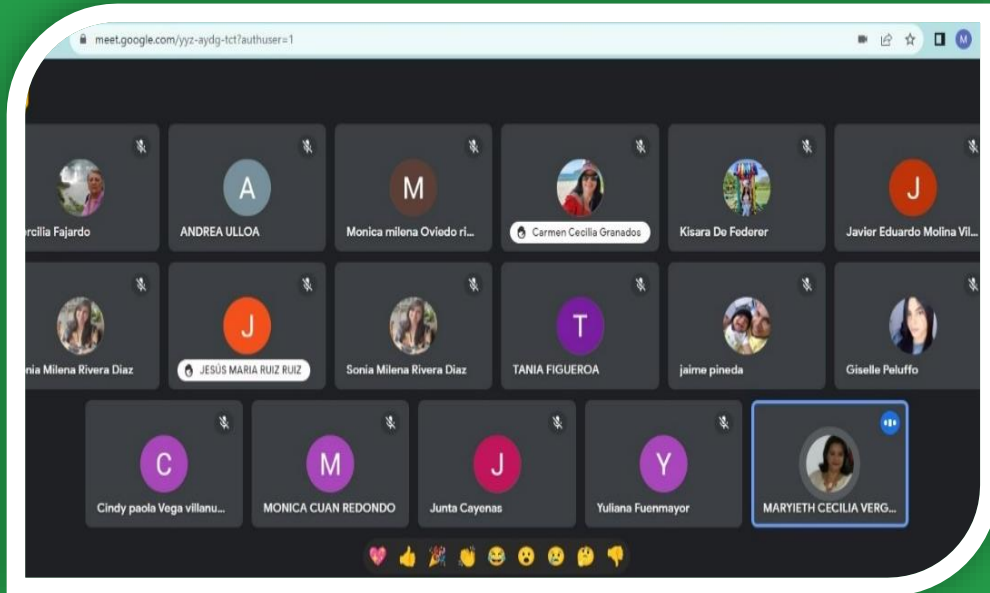 meet.google.com/yyz-aydg-tct?authuser=1
M
rcilia Fajardo
A
ANDREA ULLOA
M
Monica milena Oviedo ri...
Carmen Cecilia Granados
Kisara De Federer
J
Javier Eduardo Molina Vil...
nia Milena Rivera Diaz
J
JESÚS MARIA RUIZ RUIZ
Sonia Milena Rivera Diaz
T
TANIA FIGUEROA
jaime pineda
Giselle Peluffo
C
Cindy paola Vega villanu...
M
MONICA CUAN REDONDO
J
Junta Cayenas
Y
Yuliana Fuenmayor
MARYIETH CECILIA VERG...